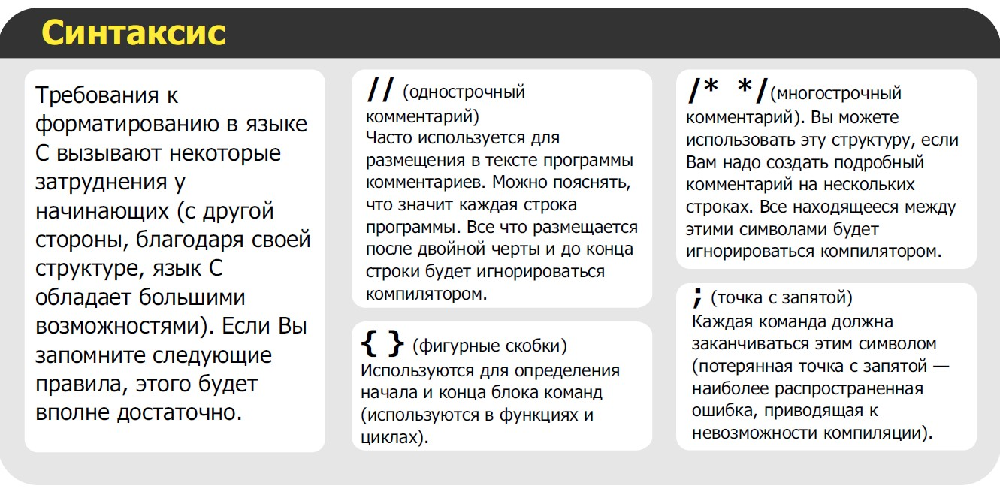 Синтаксис
Требования к
форматированию в языке
С вызывают некоторые
затруднения у
начинающих (с другой
стороны, благодаря своей
структуре, язык С
обладает большими
возможностями). Если Вы
запомните следующие
правила, этого будет
вполне достаточно.
// (однострочный
комментарий)
Часто используется для
размещения в тексте программы
комментариев. Можно пояснять,
что значит каждая строка
программы. Все что размещается
после двойной черты и до конца
строки будет игнорироваться
компилятором.
{ } (фигурные скобки)
Используются для определения
начала и конца блока команд
(используются в функциях и
циклах).
/* */(многострочный
комментарий). Вы можете
использовать эту структуру, если
Вам надо создать подробный
комментарий на нескольких
строках. Все находящееся между
этими символами будет
игнорироваться компилятором.
; (точка с запятой)
Каждая команда должна
заканчиваться этим символом
(потерянная точка с запятой —
наиболее распространенная
ошибка, приводящая к
невозможности компиляции).